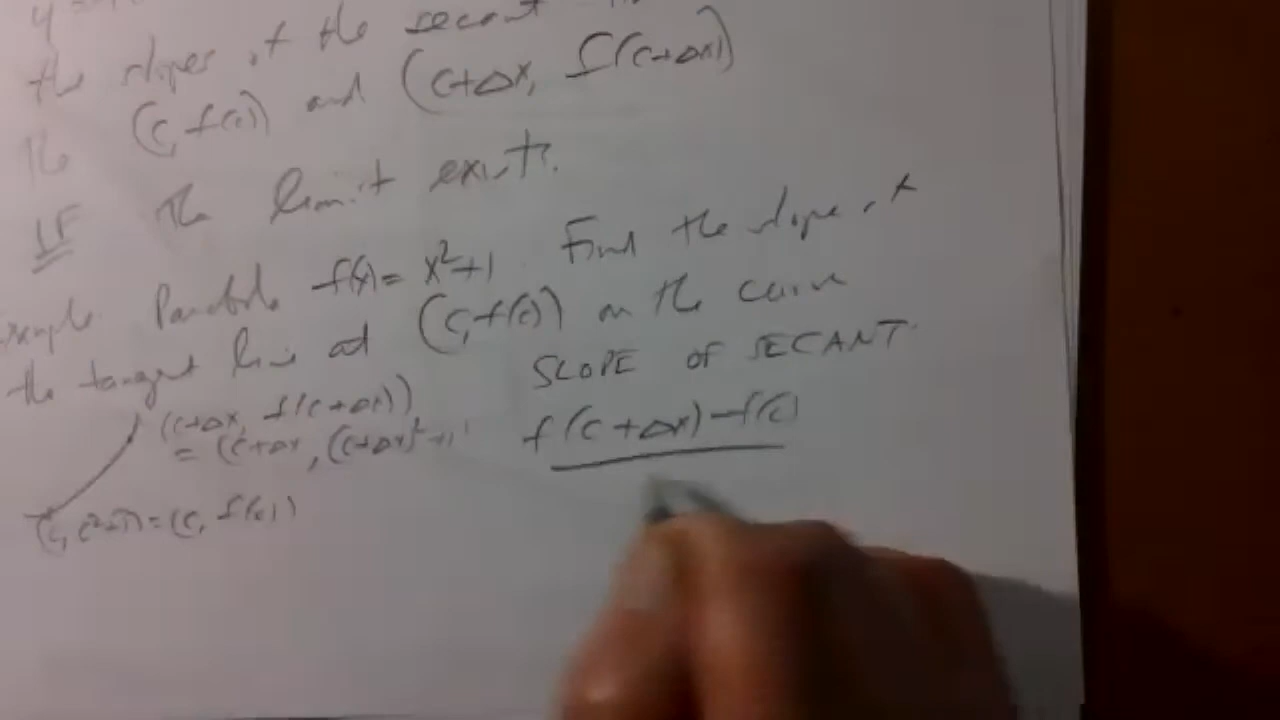 y =
the slopes of the secant
the (c, f(c)) and (c+Δx, f(c+Δx))
IF the limit exists.
Example Parabola f(x) = x²+1 Find the slope of
the tangent line at (c, f(c)) on the curve
SLOPE OF SECANT
(c+Δx, f(c+Δx))
= (c+Δx, (c+Δx)²+1)
f(c+Δx)-f(c)
(c, c²+1) = (c, f(c))